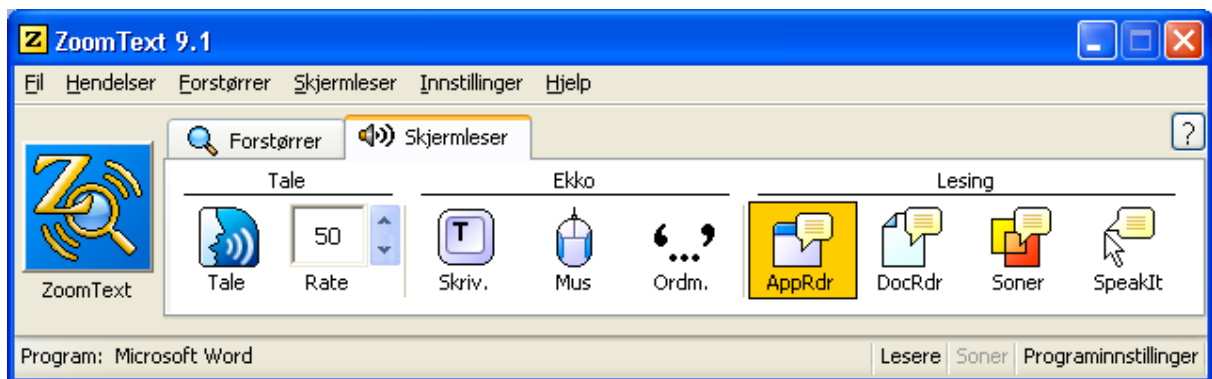 Z ZoomText 9.1
Fil Hendelser Forstørrer Skjermleser Innstillinger Hjelp
Forstørrer Skjermleser ?
Tale Ekko Lesing
50 T
Tale Rate Skriv. Mus Ordm. AppRdr DocRdr Soner SpeakIt
Z
ZoomText
Program: Microsoft Word Lesere Soner Programinnstillinger